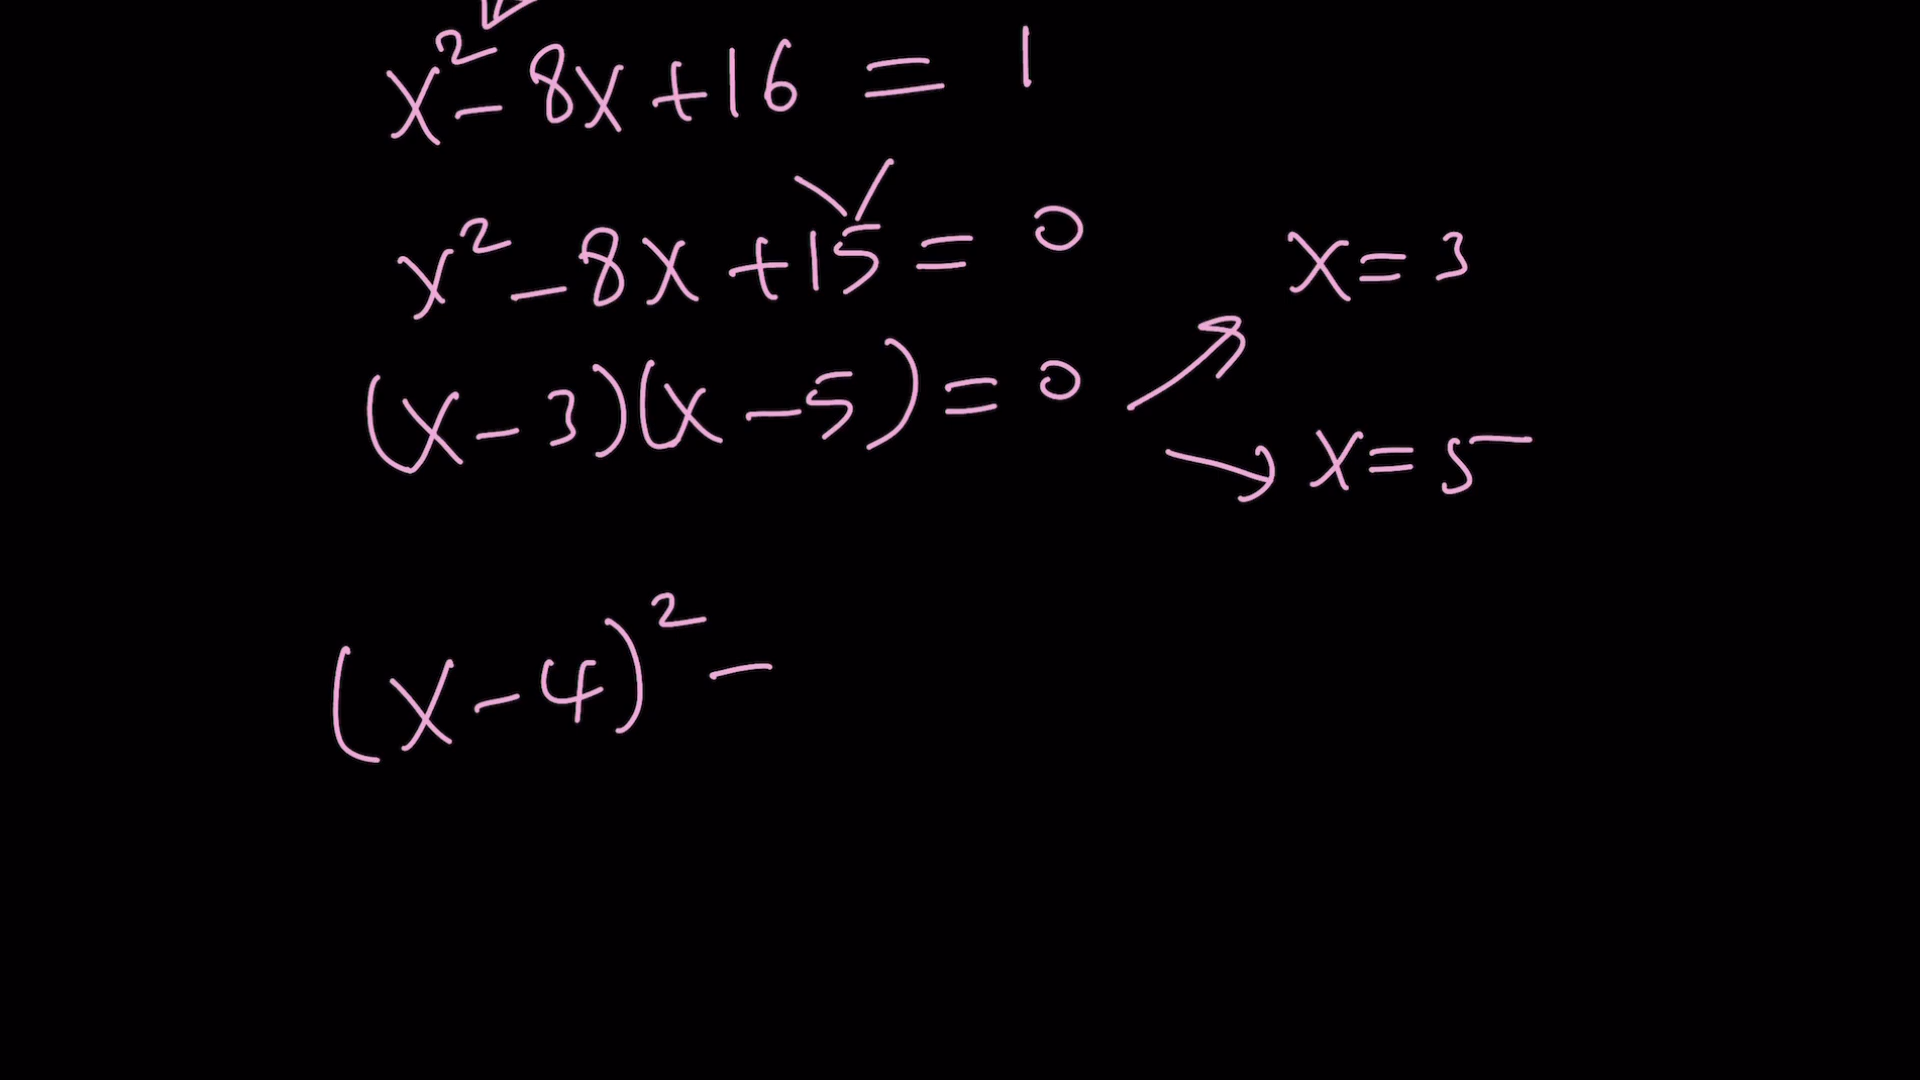 x² - 8x + 16 = 1
x² - 8x + 15 = 0
x = 3
(x - 3)(x - 5) = 0
x = 5
(x - 4)² -